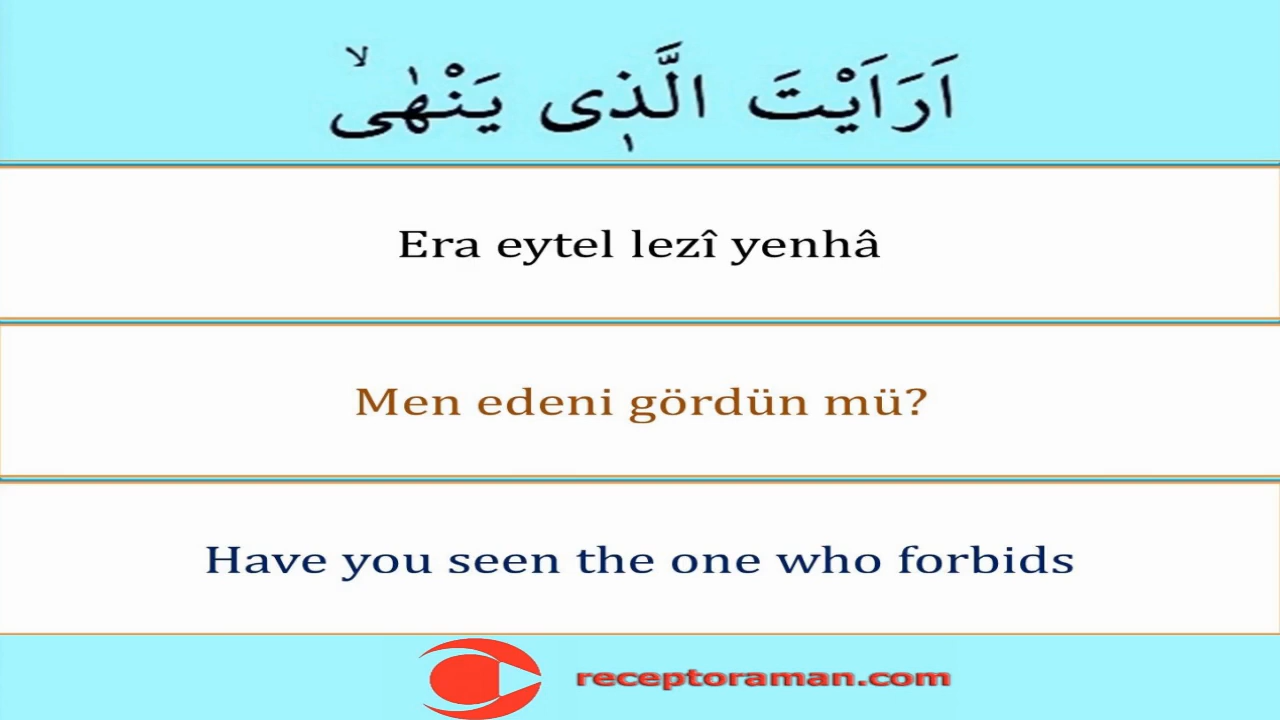 اَرَاَيْتَ الَّذ۪ى يَنْهٰىۙ
Era eytel lezî yenhâ
Men edeni gördün mü?
Have you seen the one who forbids
receptoraman.com